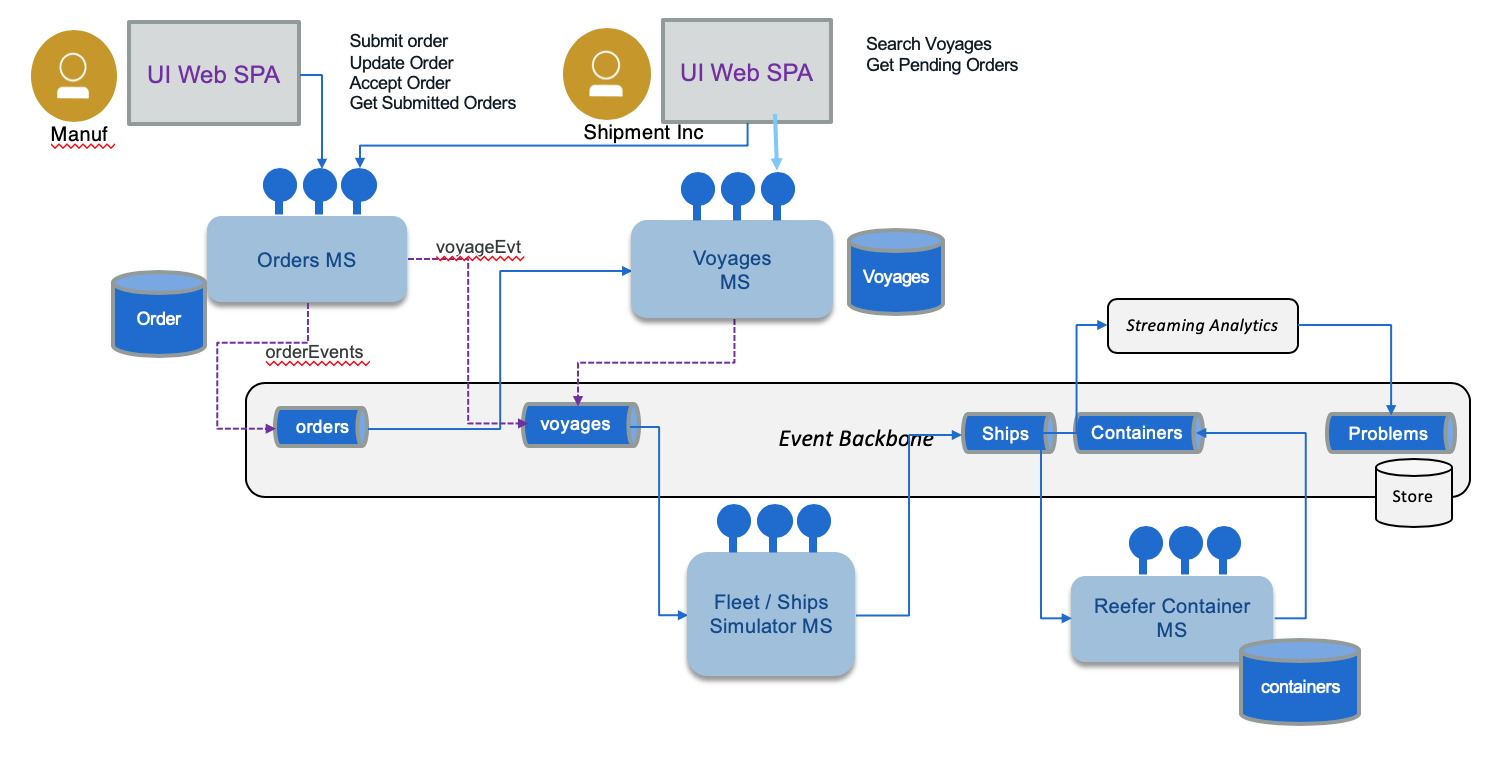 UI Web SPA
Manuf
Submit order
Update Order
Accept Order
Get Submitted Orders
UI Web SPA
Shipment Inc
Search Voyages
Get Pending Orders
Orders MS
Order
voyageEvt
orderEvents
Voyages
MS
Voyages
Streaming Analytics
orders
voyages
Event Backbone
Ships
Containers
Problems
Store
Fleet / Ships
Simulator MS
Reefer Container
MS
containers